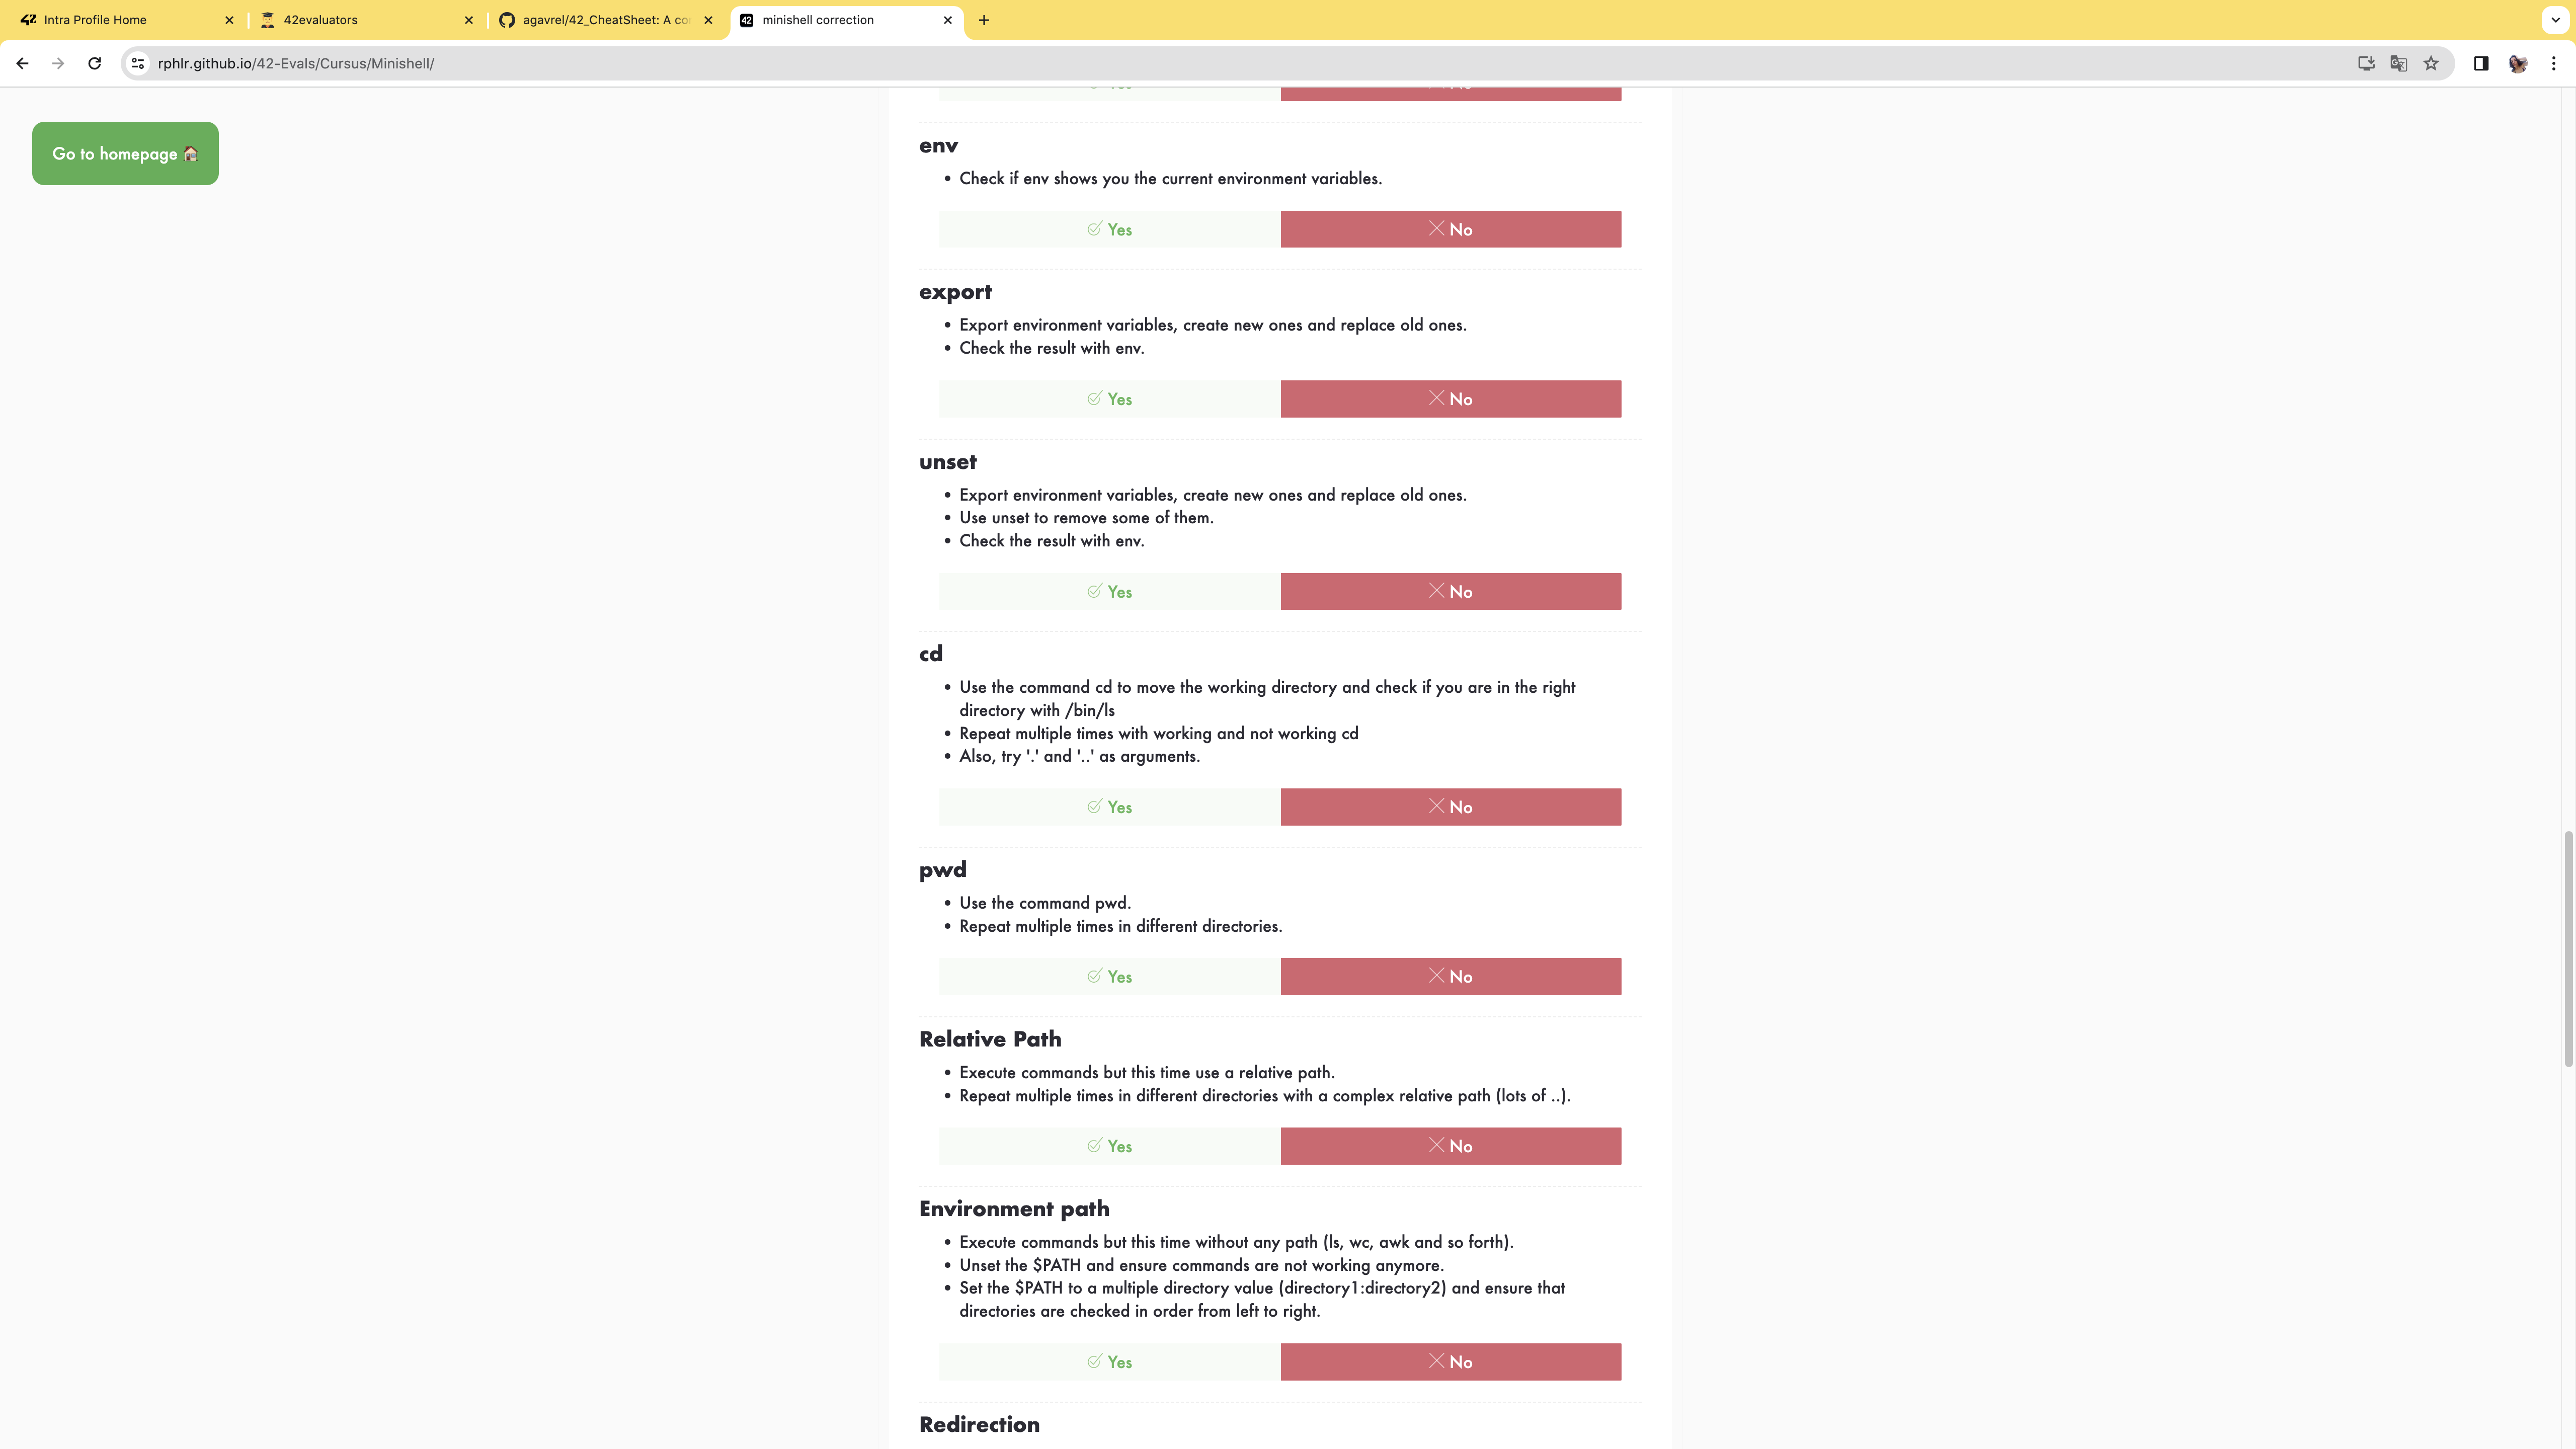 Intra Profile Home
42evaluators
agavrel/42_CheatSheet: A co
minishell correction
rphlr.github.io/42-Evals/Cursus/Minishell/
Go to homepage
env
• Check if env shows you the current environment variables.
Yes No
export
• Export environment variables, create new ones and replace old ones.
• Check the result with env.
Yes No
unset
• Export environment variables, create new ones and replace old ones.
• Use unset to remove some of them.
• Check the result with env.
Yes No
cd
• Use the command cd to move the working directory and check if you are in the right
directory with /bin/ls
• Repeat multiple times with working and not working cd
• Also, try '.' and '..' as arguments.
Yes No
pwd
• Use the command pwd.
• Repeat multiple times in different directories.
Yes No
Relative Path
• Execute commands but this time use a relative path.
• Repeat multiple times in different directories with a complex relative path (lots of ..).
Yes No
Environment path
• Execute commands but this time without any path (ls, wc, awk and so forth).
• Unset the $PATH and ensure commands are not working anymore.
• Set the $PATH to a multiple directory value (directory1:directory2) and ensure that
directories are checked in order from left to right.
Yes No
Redirection